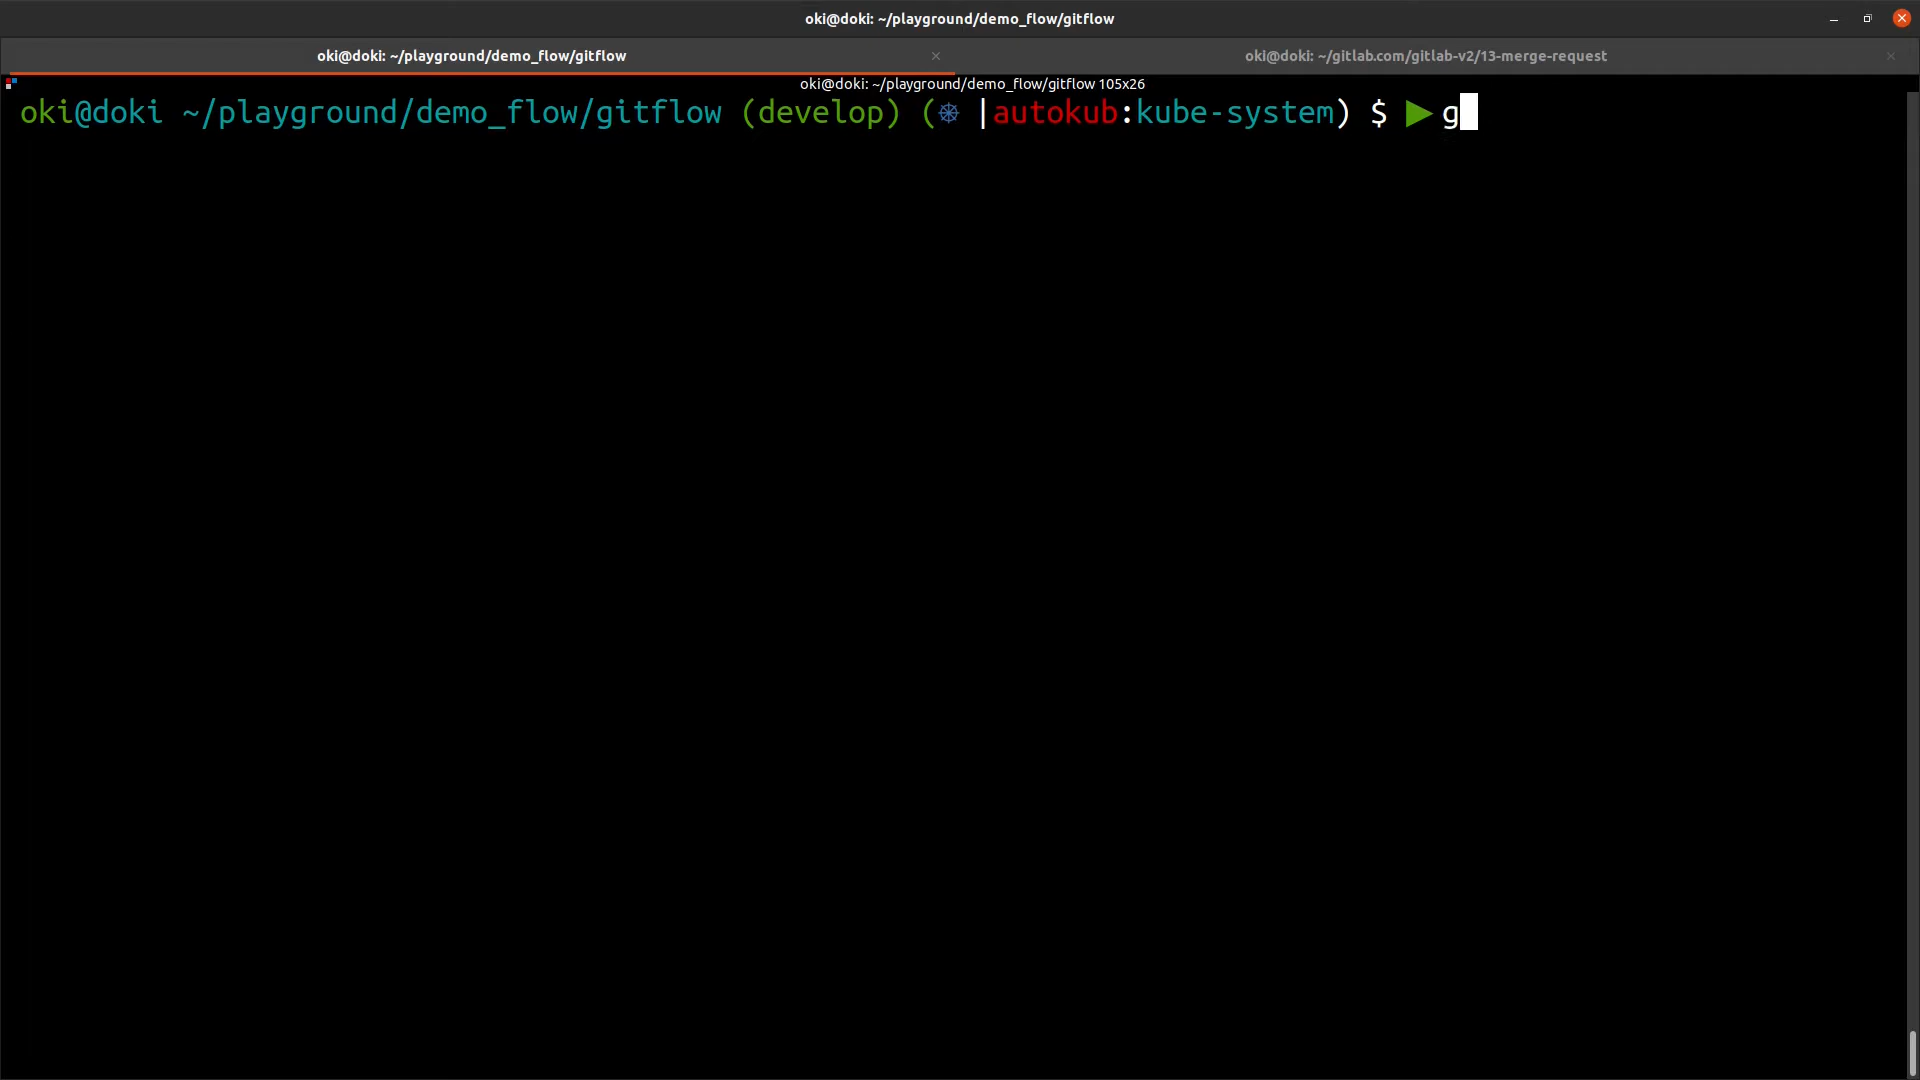 oki@doki: ~/playground/demo_flow/gitflow
oki@doki: ~/playground/demo_flow/gitflow × oki@doki: ~/gitlab.com/gitlab-v2/13-merge-request ×
oki@doki: ~/playground/demo_flow/gitflow 105x26
oki@doki ~/playground/demo_flow/gitflow (develop) (⎈ |autokub:kube-system) $ ▶ g